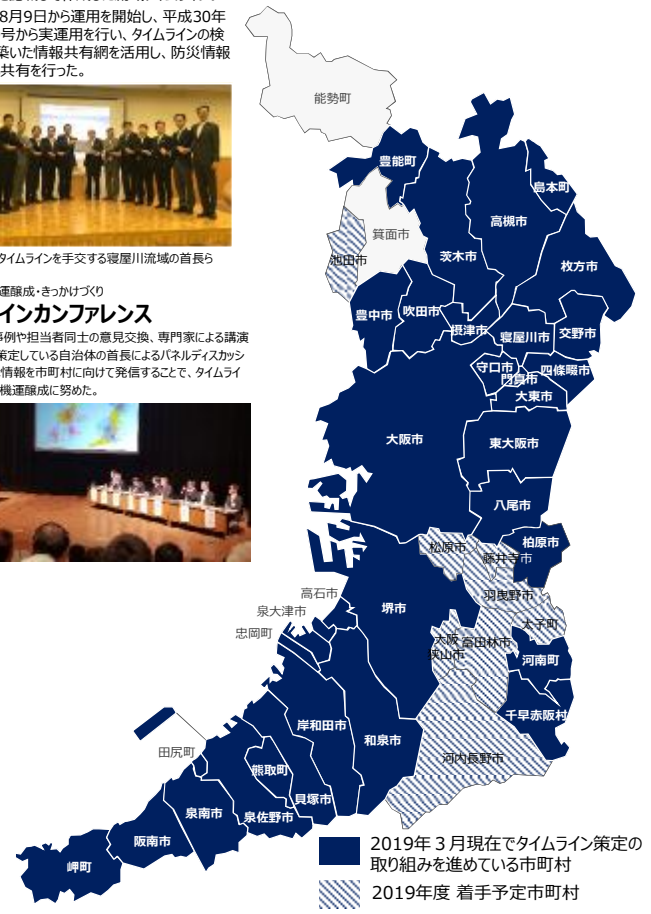 8月9日から運用を開始し、平成30年
号から実運用を行い、タイムラインの検
築いた情報共有網を活用し、防災情報
共有を行った。
タイムラインを手交する寝屋川流域の首長ら
運醸成・きっかけづくり
インカンファレンス
事例や担当者同士の意見交換、専門家による講演
策定している自治体の首長によるパネルディスカッシ
情報を市町村に向けて発信することで、タイムライ
機運醸成に努めた。
能勢町
豊能町
島本町
高槻市
箕面市
池田市
茨木市
枚方市
豊中市
吹田市
摂津市
寝屋川市
交野市
守口市
門真市
四條畷市
大東市
大阪市
東大阪市
八尾市
柏原市
松原市
藤井寺市
羽曳野市
高石市
泉大津市
堺市
太子町
忠岡町
大阪
狭山市
富田林市
河南町
千早赤阪村
岸和田市
和泉市
田尻町
河内長野市
熊取町
貝塚市
泉南市
泉佐野市
阪南市
岬町
2019年3月現在でタイムライン策定の
取り組みを進めている市町村
2019年度 着手予定市町村